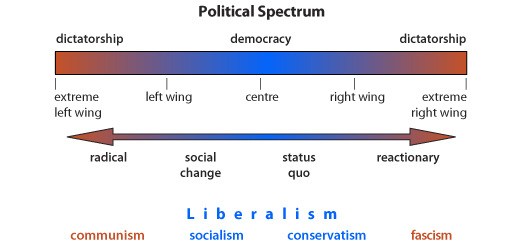 Political Spectrum
dictatorship democracy dictatorship
extreme left wing centre right wing extreme
left wing right wing
radical social status reactionary
change quo
Liberalism
communism socialism conservatism fascism